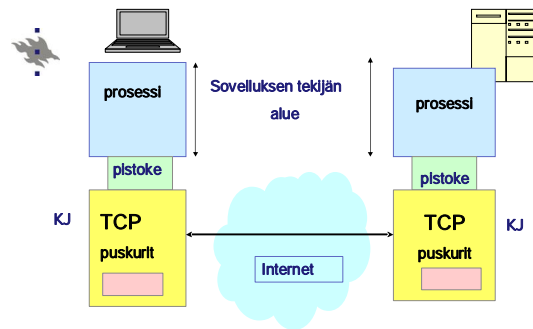 prosessi
Sovelluksen tekijän
alue
prosessi
pistoke
pistoke
KJ
TCP
puskurit
Internet
TCP
puskurit
KJ